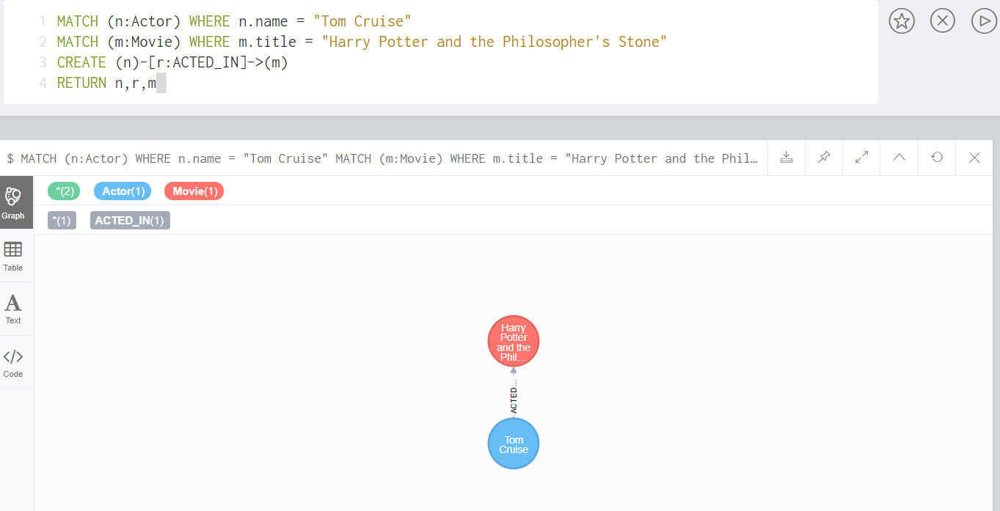 1 MATCH (n:Actor) WHERE n.name = "Tom Cruise"
2 MATCH (m:Movie) WHERE m.title = "Harry Potter and the Philosopher's Stone"
3 CREATE (n)-[r:ACTED_IN]->(m)
4 RETURN n,r,m
$ MATCH (n:Actor) WHERE n.name = "Tom Cruise" MATCH (m:Movie) WHERE m.title = "Harry Potter and the Phil…
*(2) Actor(1) Movie(1)
*(1) ACTED_IN(1)
Graph
Table
A
Text
</>
Code
Harry
Potter
and the
Phil…
ACTED…
Tom
Cruise